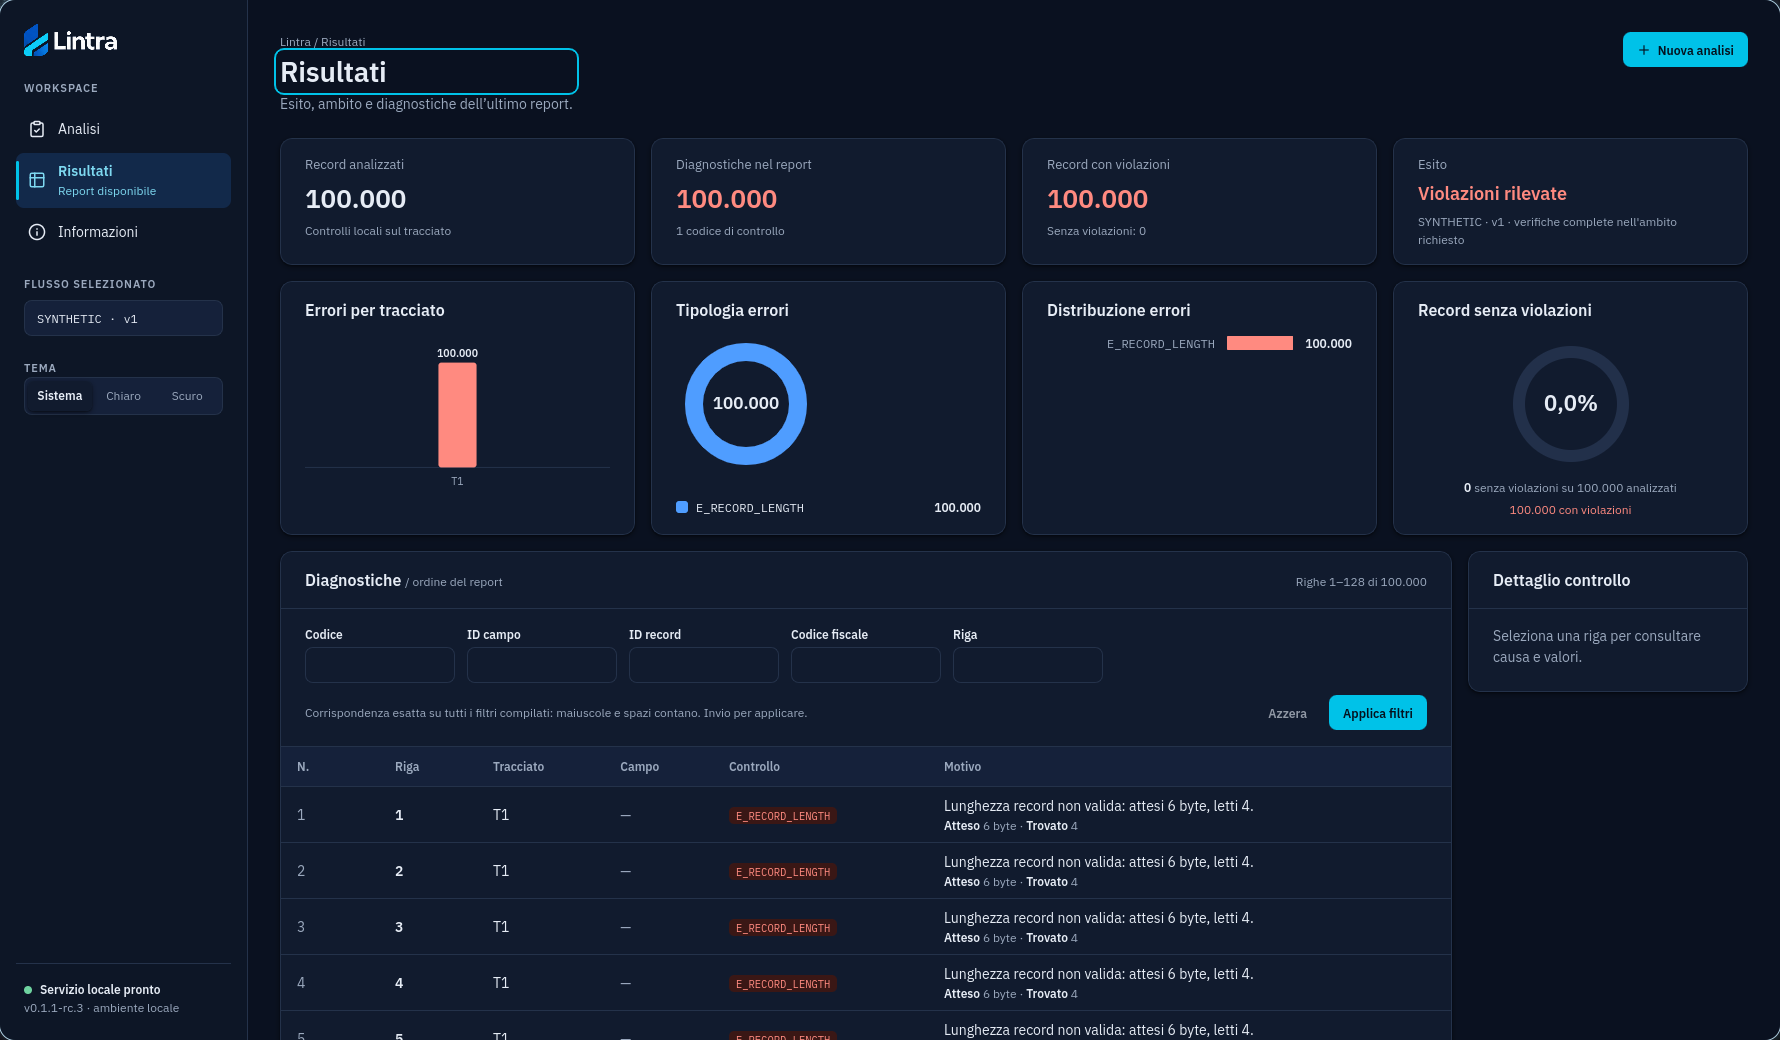 Lintra
WORKSPACE
Analisi
Risultati
Report disponibile
Informazioni
FLUSSO SELEZIONATO
SYNTHETIC · v1
TEMA
Sistema Chiaro Scuro
Servizio locale pronto
v0.1.1-rc.3 · ambiente locale
Lintra / Risultati
Risultati
Esito, ambito e diagnostiche dell’ultimo report.
Nuova analisi
Record analizzati
100.000
Controlli locali sul tracciato
Diagnostiche nel report
100.000
1 codice di controllo
Record con violazioni
100.000
Senza violazioni: 0
Esito
Violazioni rilevate
SYNTHETIC · v1 · verifiche complete nell'ambito
richiesto
Errori per tracciato
100.000
T1
Tipologia errori
100.000
E_RECORD_LENGTH 100.000
Distribuzione errori
E_RECORD_LENGTH 100.000
Record senza violazioni
0,0%
0 senza violazioni su 100.000 analizzati
100.000 con violazioni
Diagnostiche / ordine del report
Righe 1–128 di 100.000
Codice ID campo ID record Codice fiscale Riga
Corrispondenza esatta su tutti i filtri compilati: maiuscole e spazi contano. Invio per applicare.
Azzera Applica filtri
N. Riga Tracciato Campo Controllo Motivo
1 1 T1 — E_RECORD_LENGTH Lunghezza record non valida: attesi 6 byte, letti 4.
Atteso 6 byte · Trovato 4
2 2 T1 — E_RECORD_LENGTH Lunghezza record non valida: attesi 6 byte, letti 4.
Atteso 6 byte · Trovato 4
3 3 T1 — E_RECORD_LENGTH Lunghezza record non valida: attesi 6 byte, letti 4.
Atteso 6 byte · Trovato 4
4 4 T1 — E_RECORD_LENGTH Lunghezza record non valida: attesi 6 byte, letti 4.
Atteso 6 byte · Trovato 4
5 5 T1 — E_RECORD_LENGTH Lunghezza record non valida: attesi 6 byte, letti 4.
Dettaglio controllo
Seleziona una riga per consultare
causa e valori.